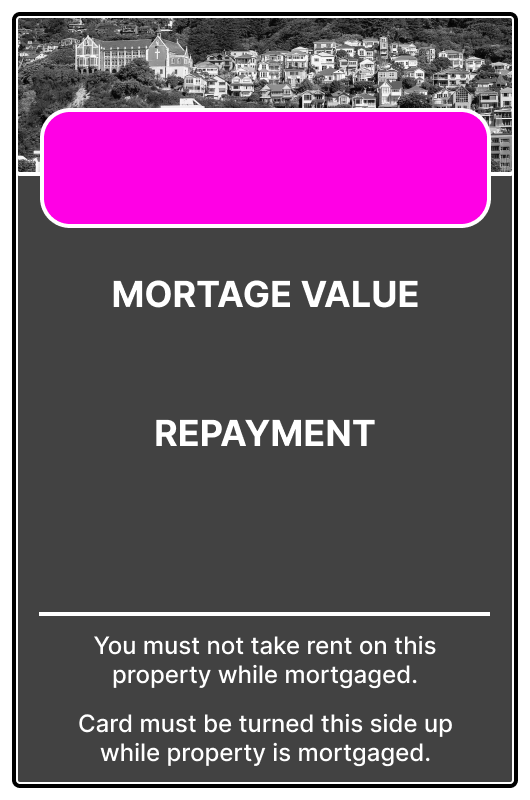 MORTAGE VALUE
REPAYMENT
You must not take rent on this
property while mortgaged.
Card must be turned this side up
while property is mortgaged.